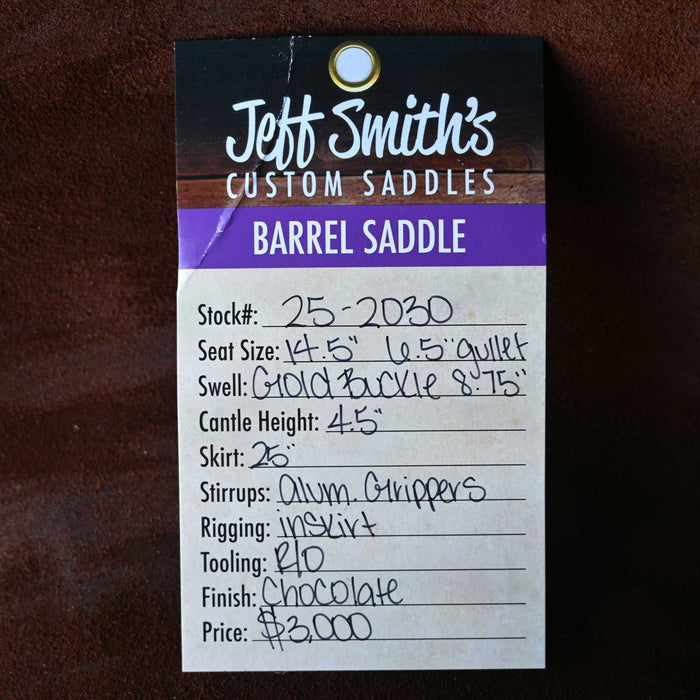 Jeff Smith's
CUSTOM SADDLES
BARREL SADDLE
Stock#: 25-2030
Seat Size: 14.5" 6.5" gullet
Swell: Gold Buckle 8.75"
Cantle Height: 4.5"
Skirt: 25"
Stirrups: Alum. Grippers
Rigging: inskirt
Tooling: R/O
Finish: Chocolate
Price: $3,000